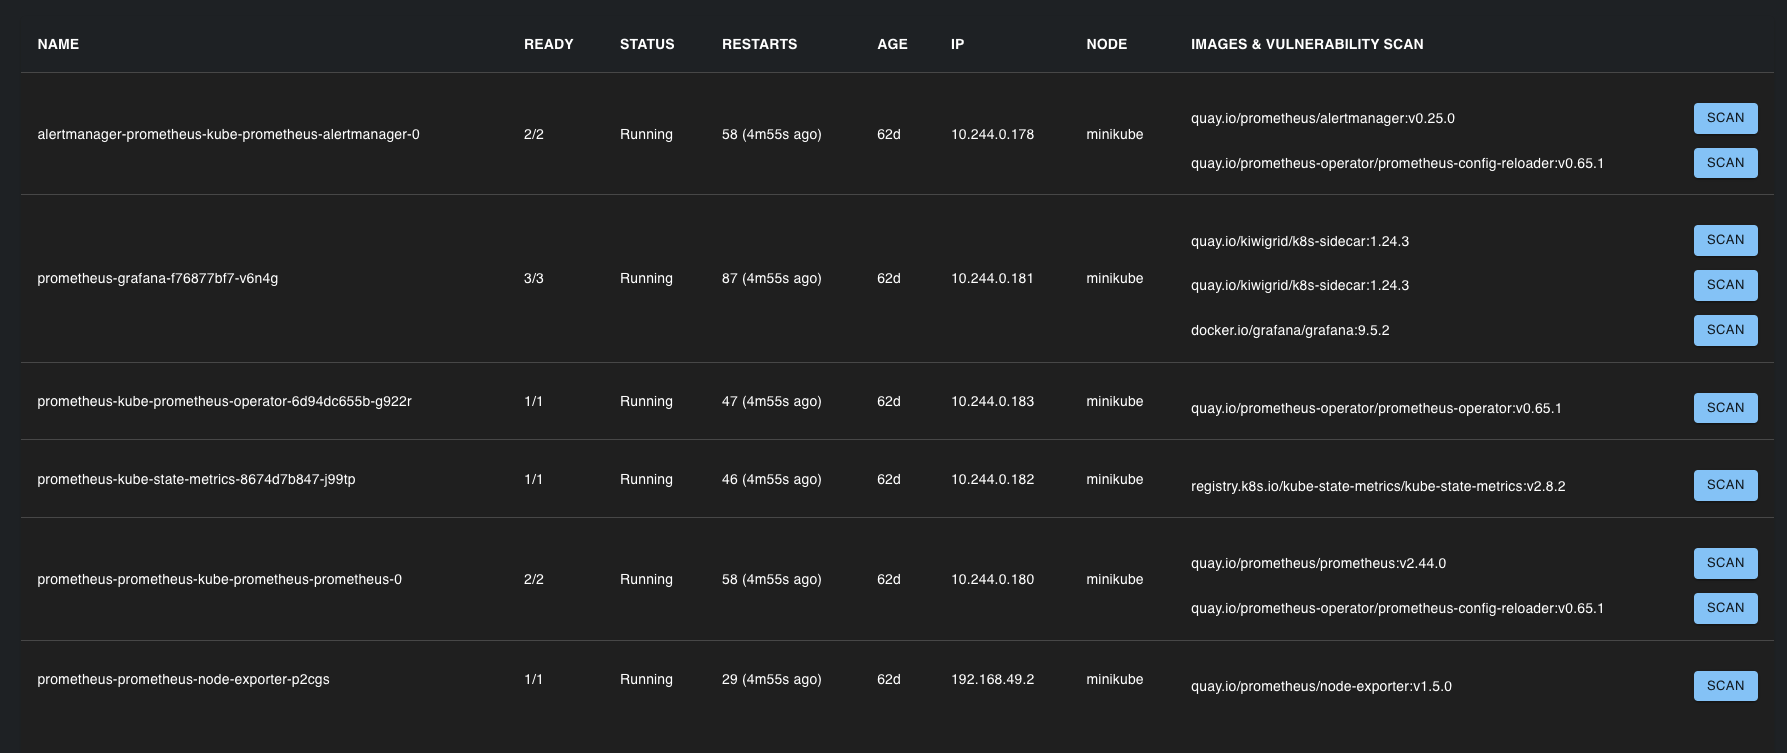 NAME READY STATUS RESTARTS AGE IP NODE IMAGES & VULNERABILITY SCAN
alertmanager-prometheus-kube-prometheus-alertmanager-0 2/2 Running 58 (4m55s ago) 62d 10.244.0.178 minikube quay.io/prometheus/alertmanager:v0.25.0 SCAN
quay.io/prometheus-operator/prometheus-config-reloader:v0.65.1 SCAN
prometheus-grafana-f76877bf7-v6n4g 3/3 Running 87 (4m55s ago) 62d 10.244.0.181 minikube quay.io/kiwigrid/k8s-sidecar:1.24.3 SCAN
quay.io/kiwigrid/k8s-sidecar:1.24.3 SCAN
docker.io/grafana/grafana:9.5.2 SCAN
prometheus-kube-prometheus-operator-6d94dc655b-g922r 1/1 Running 47 (4m55s ago) 62d 10.244.0.183 minikube quay.io/prometheus-operator/prometheus-operator:v0.65.1 SCAN
prometheus-kube-state-metrics-8674d7b847-j99tp 1/1 Running 46 (4m55s ago) 62d 10.244.0.182 minikube registry.k8s.io/kube-state-metrics/kube-state-metrics:v2.8.2 SCAN
prometheus-prometheus-kube-prometheus-prometheus-0 2/2 Running 58 (4m55s ago) 62d 10.244.0.180 minikube quay.io/prometheus/prometheus:v2.44.0 SCAN
quay.io/prometheus-operator/prometheus-config-reloader:v0.65.1 SCAN
prometheus-prometheus-node-exporter-p2cgs 1/1 Running 29 (4m55s ago) 62d 192.168.49.2 minikube quay.io/prometheus/node-exporter:v1.5.0 SCAN